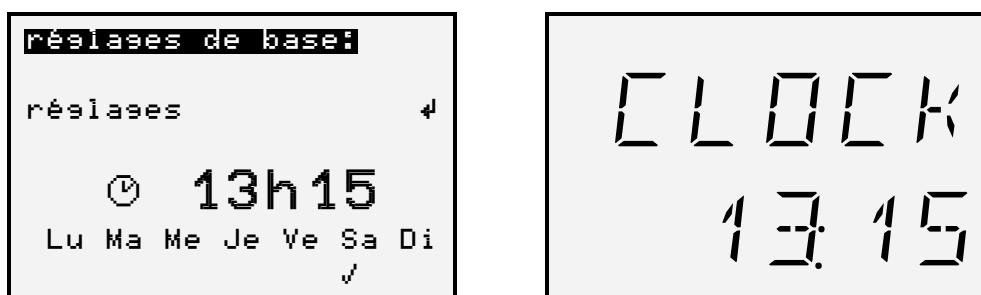 réglages de base:
réglages ↲
13h15
Lu Ma Me Je Ve Sa Di
✓
CLOCK
13:15